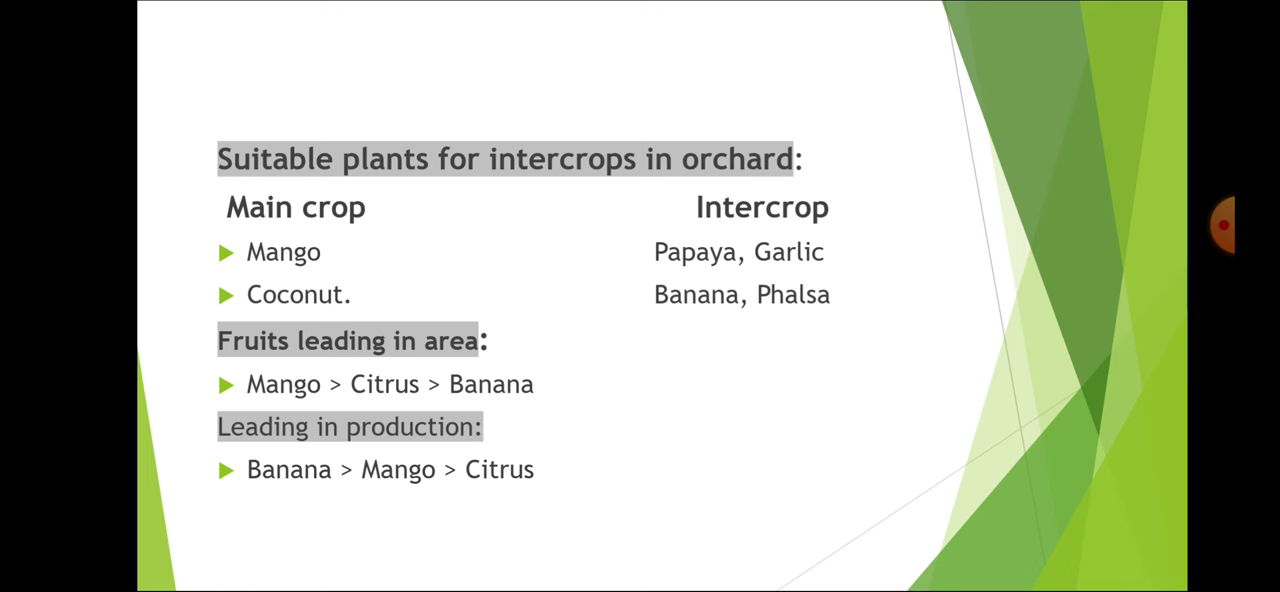 Suitable plants for intercrops in orchard:
Main crop Intercrop
Mango Papaya, Garlic
Coconut. Banana, Phalsa
Fruits leading in area:
Mango > Citrus > Banana
Leading in production:
Banana > Mango > Citrus